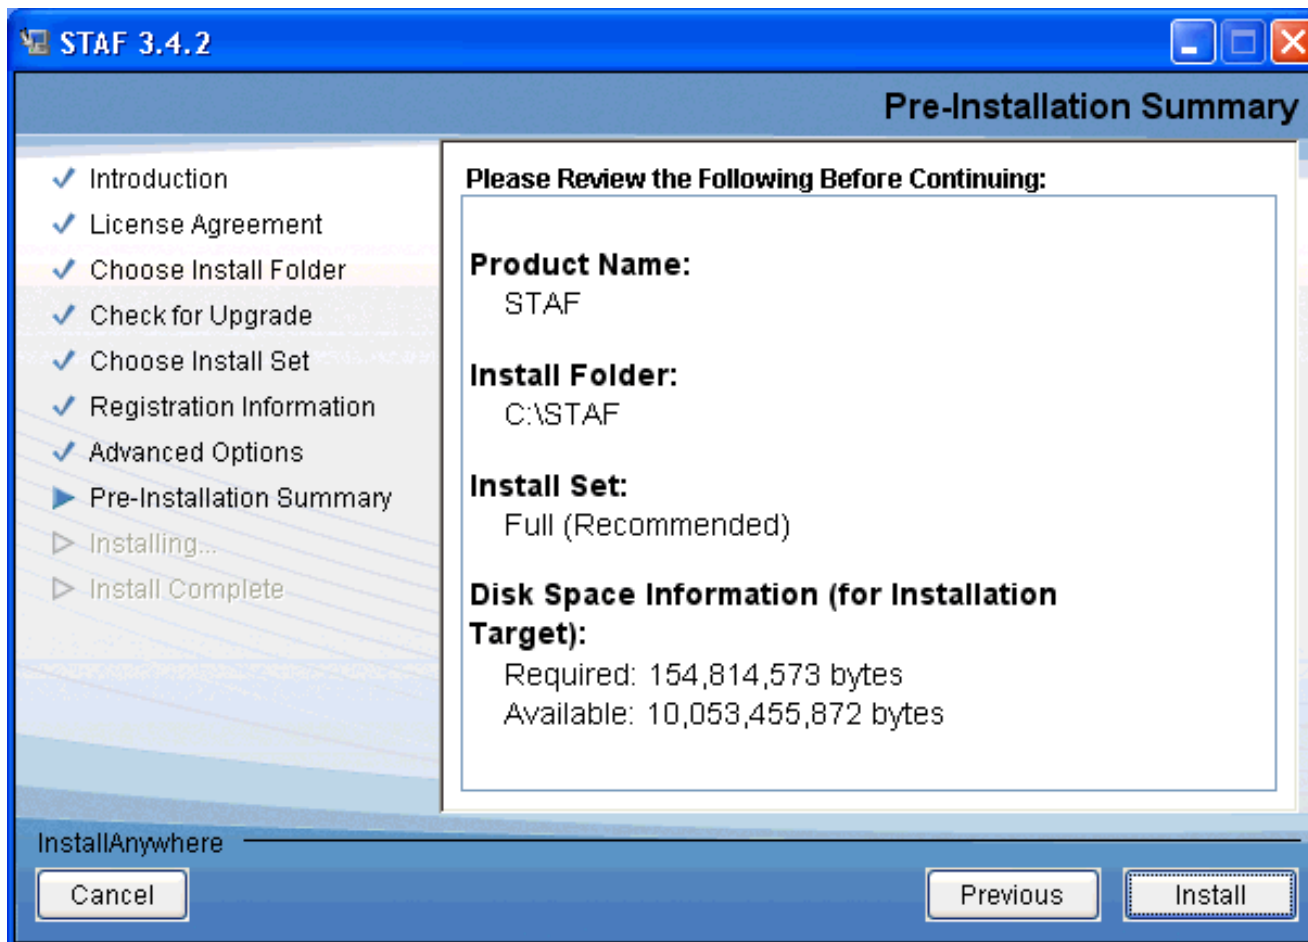 STAF 3.4.2
Pre-Installation Summary
Introduction
License Agreement
Choose Install Folder
Check for Upgrade
Choose Install Set
Registration Information
Advanced Options
Pre-Installation Summary
Installing...
Install Complete
Please Review the Following Before Continuing:
Product Name:
STAF
Install Folder:
C:\STAF
Install Set:
Full (Recommended)
Disk Space Information (for Installation
Target):
Required: 154,814,573 bytes
Available: 10,053,455,872 bytes
InstallAnywhere
Cancel
Previous
Install